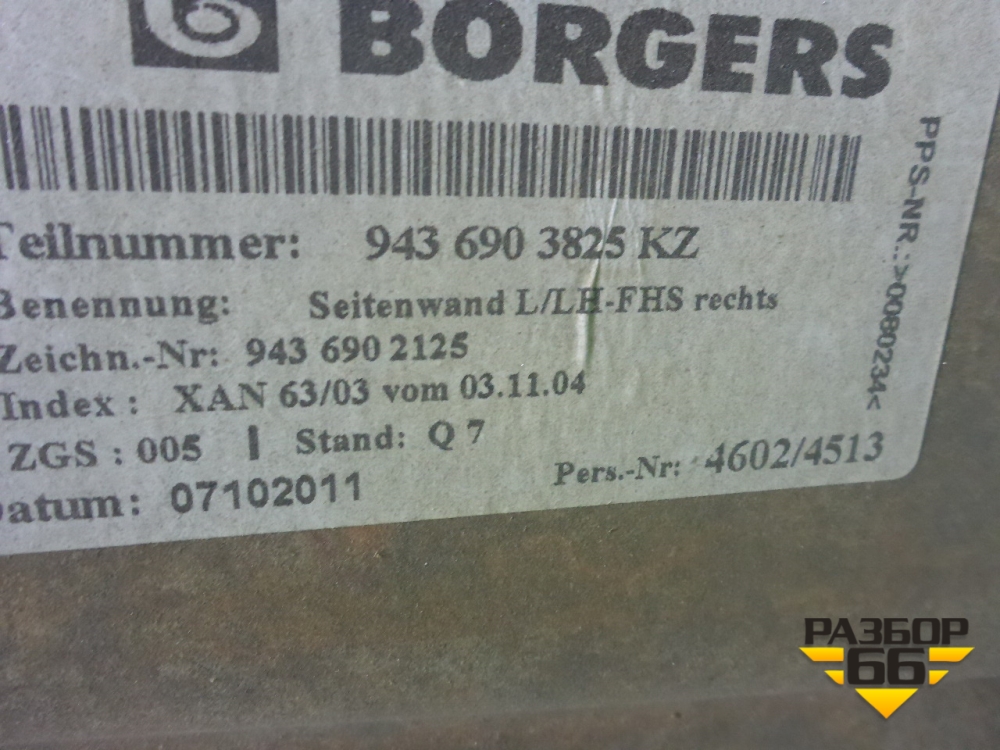 BORGERS
Teilnummer: 943 690 3825 KZ
Benennung: Seitenwand L/LH-FHS rechts
Zeichn.-Nr: 943 690 2125
Index : XAN 63/03 vom 03.11.04
ZGS : 005 Stand: Q 7
Datum: 07102011
Pers.-Nr: 4602/4513
PPS-NR.:>0080234<
РАЗБОР
66